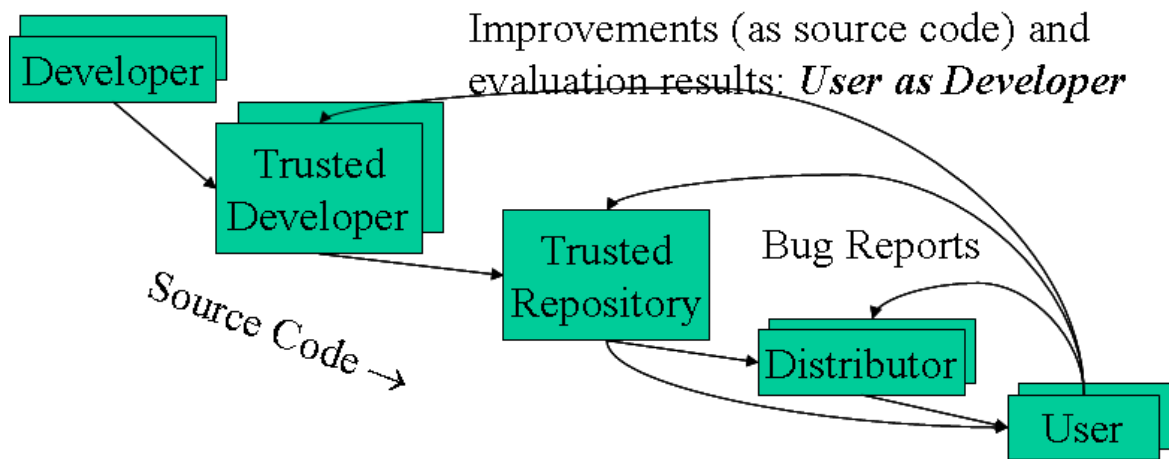 Improvements (as source code) and
evaluation results: User as Developer
Developer
Trusted
Developer
Trusted
Repository
Bug Reports
Source Code →
Distributor
User